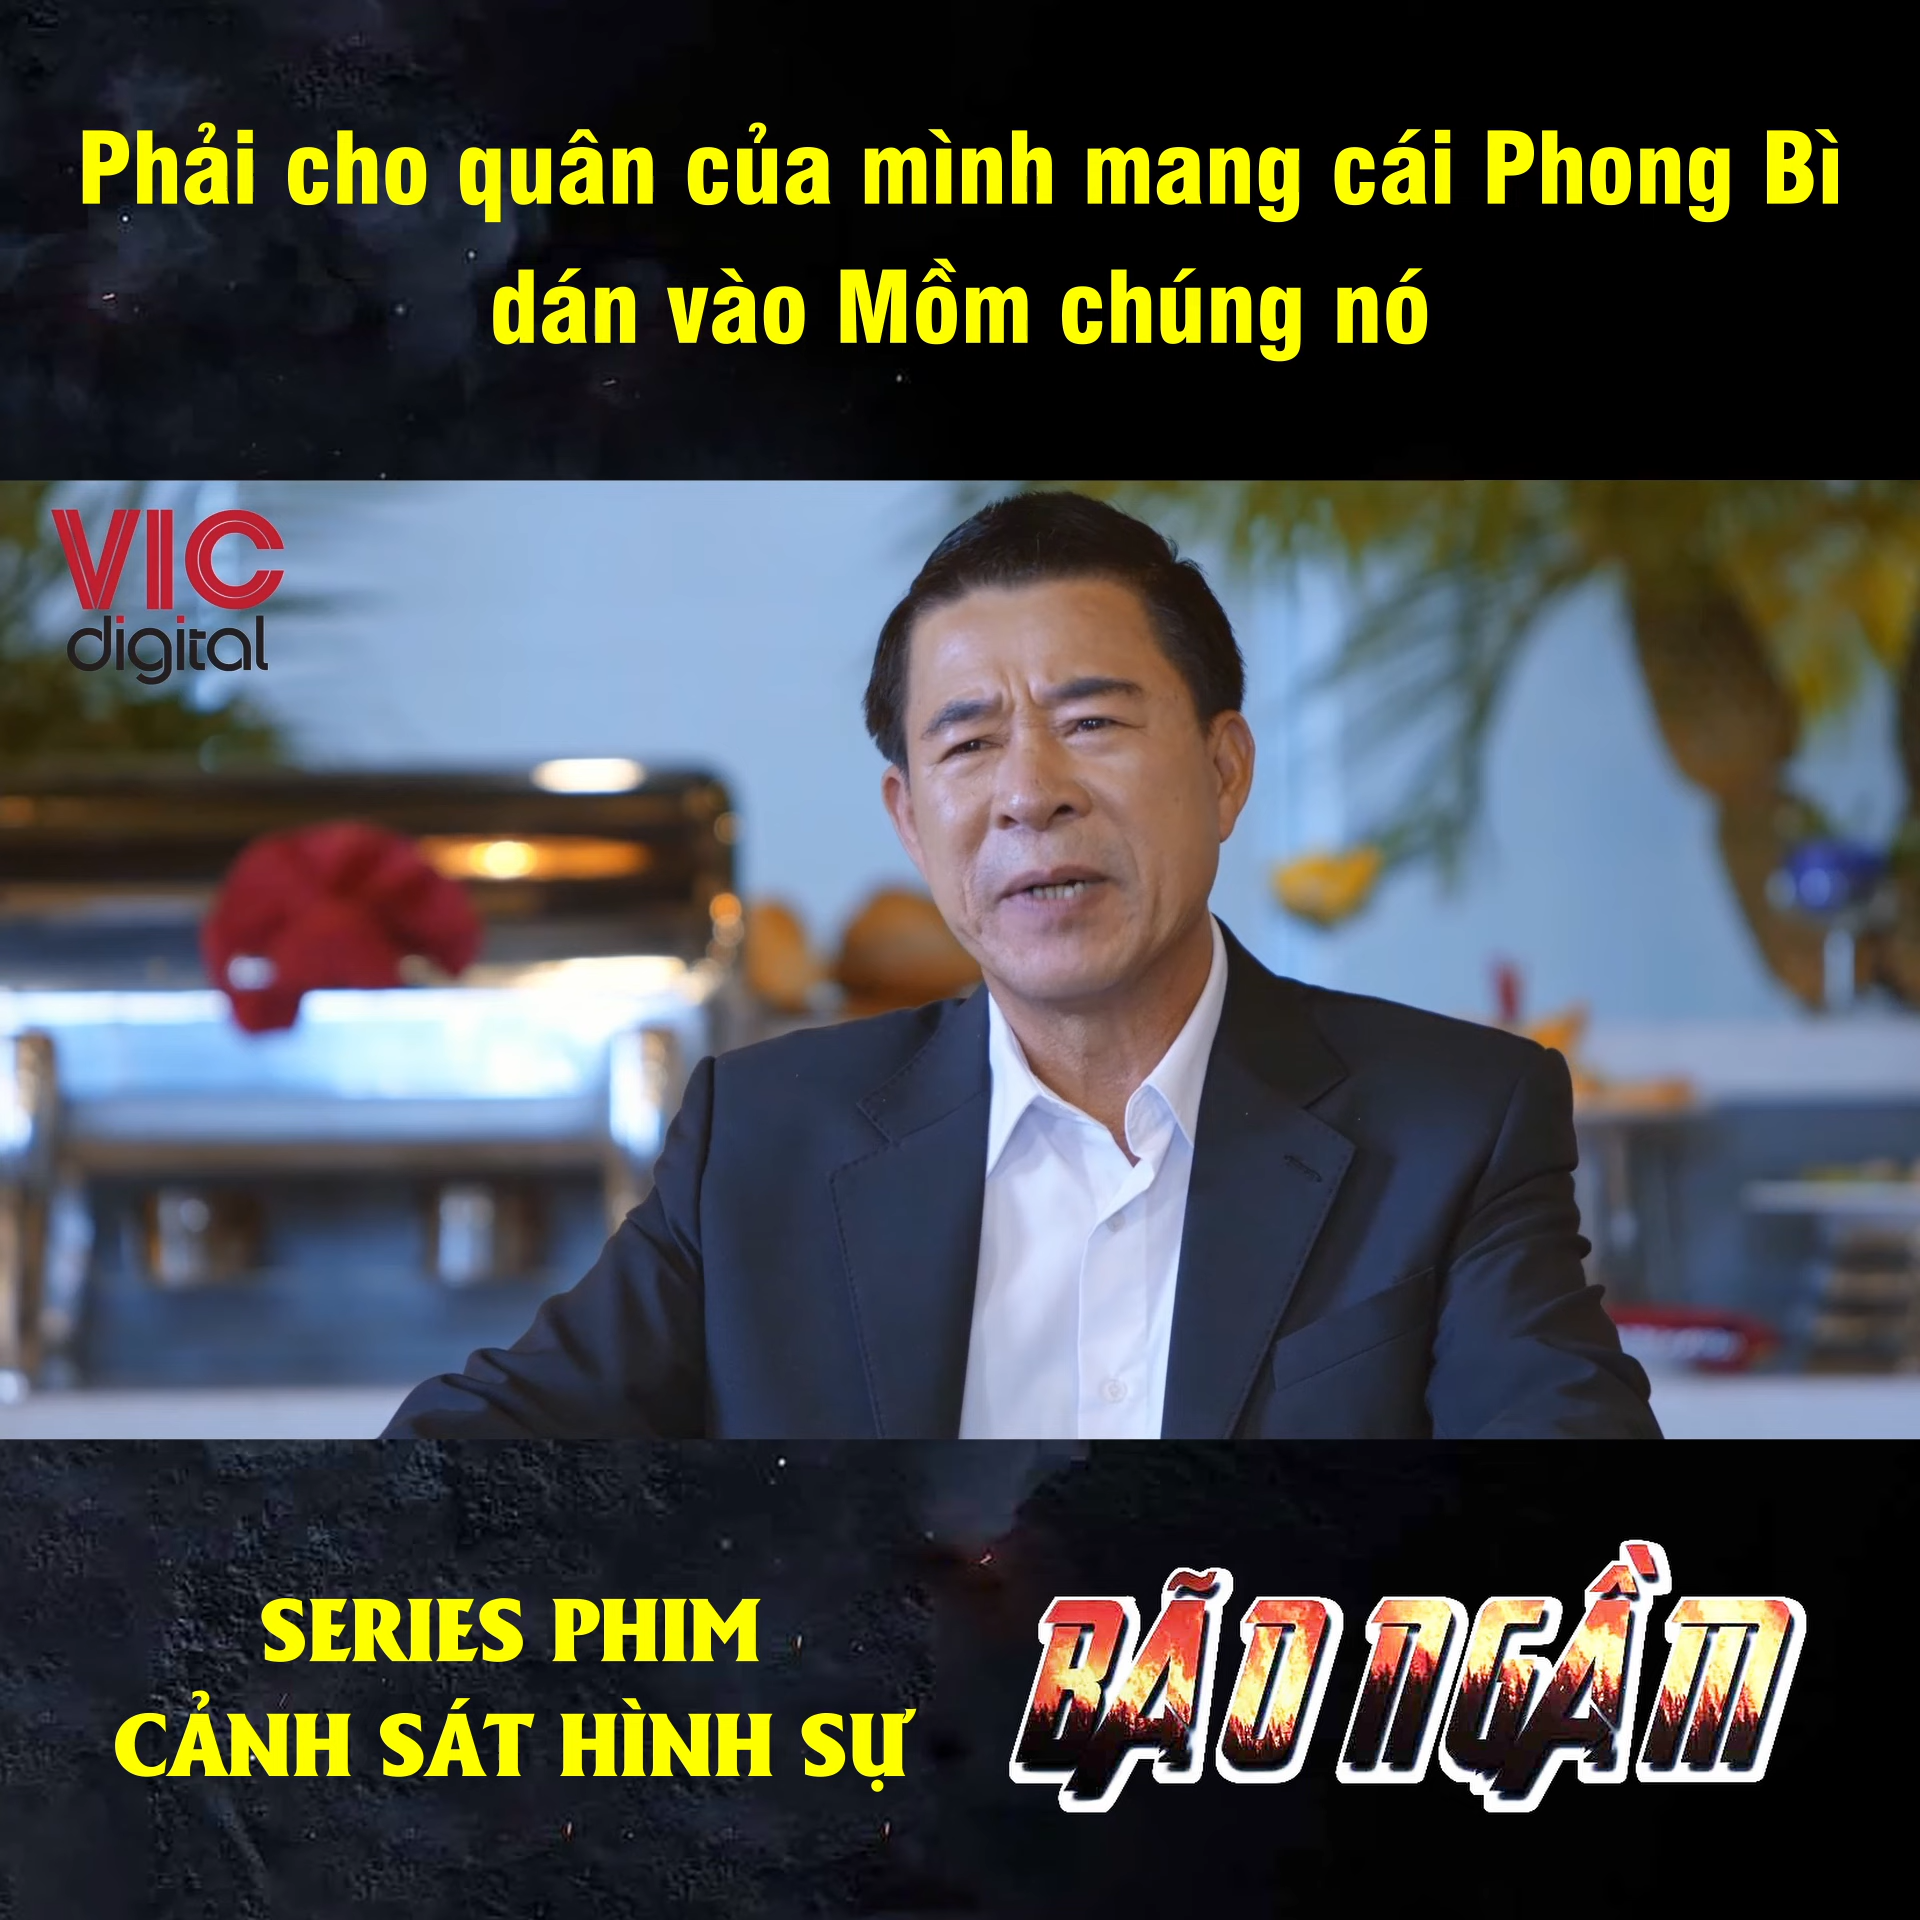 Phải cho quân của mình mang cái Phong Bì
dán vào Mồm chúng nó
VIC
digital
SERIES PHIM
CẢNH SÁT HÌNH SỰ
BÃO NGẦM